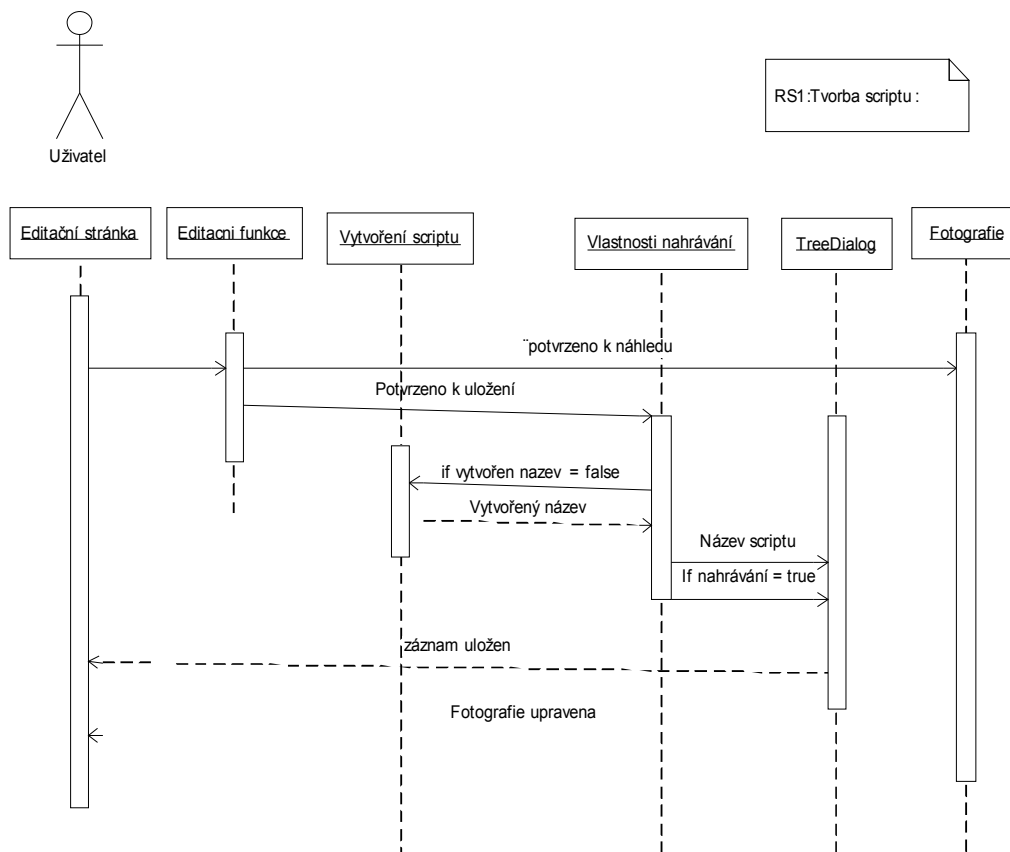 RS1:Tvorba scriptu :
Uživatel
Editační stránka
Editacni funkce
Vytvoření scriptu
Vlastnosti nahrávání
TreeDialog
Fotografie
¨potvrzeno k náhledu
Potvrzeno k uložení
if vytvořen nazev = false
Vytvořený název
Název scriptu
If nahrávání = true
záznam uložen
Fotografie upravena